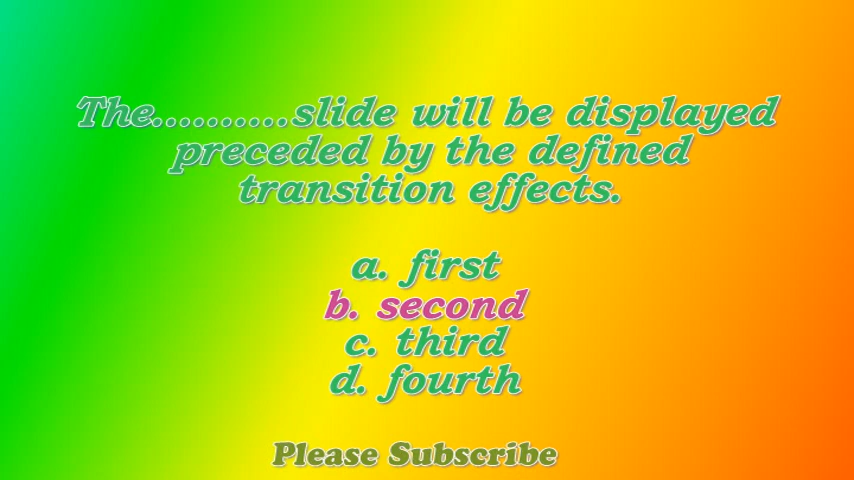 The..........slide will be displayed
preceded by the defined
transition effects.
a. first
b. second
c. third
d. fourth
Please Subscribe